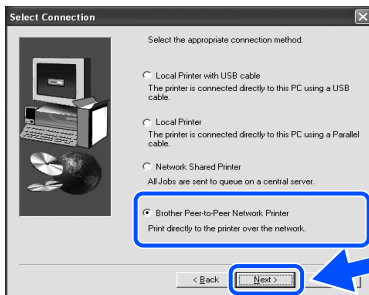 Select Connection
Select the appropriate connection method.
Local Printer with USB cable
The printer is connected directly to this PC using a USB
cable.
Local Printer
The printer is connected directly to this PC using a Parallel
cable.
Network Shared Printer
All Jobs are sent to queue on a central server.
Brother Peer-to-Peer Network Printer
Print directly to the printer over the network.
< Back
Next >